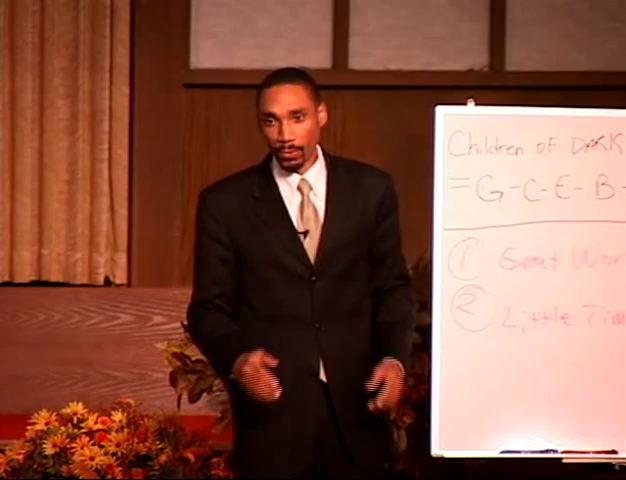 Children of DARK
= G-C-E-B-
1 Great Wor
2 Little Tim